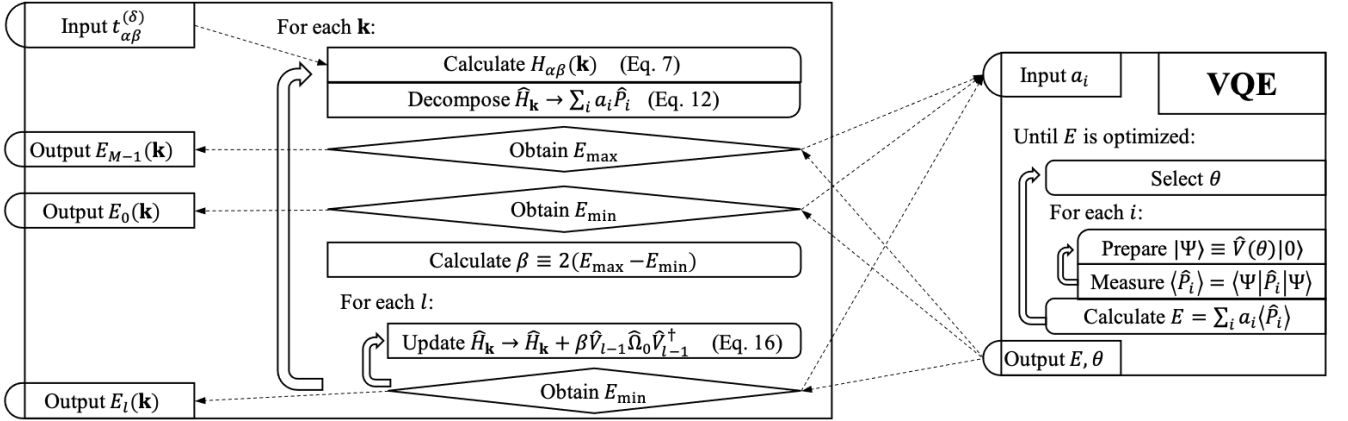 Input $t_{\alpha\beta}^{(\delta)}$
For each $\mathbf{k}$:
Calculate $H_{\alpha\beta}(\mathbf{k})$ (Eq. 7)
Decompose $\hat{H}_{\mathbf{k}} \rightarrow \sum_i a_i \hat{P}_i$ (Eq. 12)
Output $E_{M-1}(\mathbf{k})$
Obtain $E_{\max}$
Output $E_0(\mathbf{k})$
Obtain $E_{\min}$
Calculate $\beta \equiv 2(E_{\max} - E_{\min})$
For each $l$:
Update $\hat{H}_{\mathbf{k}} \rightarrow \hat{H}_{\mathbf{k}} + \beta \hat{V}_{l-1} \hat{\Omega}_0 \hat{V}_{l-1}^{\dagger}$ (Eq. 16)
Output $E_l(\mathbf{k})$
Obtain $E_{\min}$
Input $a_i$
VQE
Until $E$ is optimized:
Select $\theta$
For each $i$:
Prepare $|\Psi\rangle \equiv \hat{V}(\theta)|0\rangle$
Measure $\langle \hat{P}_i \rangle = \langle \Psi | \hat{P}_i | \Psi \rangle$
Calculate $E = \sum_i a_i \langle \hat{P}_i \rangle$
Output $E, \theta$